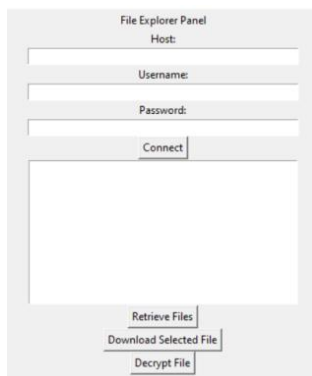 File Explorer Panel
Host:
Username:
Password:
Connect
Retrieve Files
Download Selected File
Decrypt File